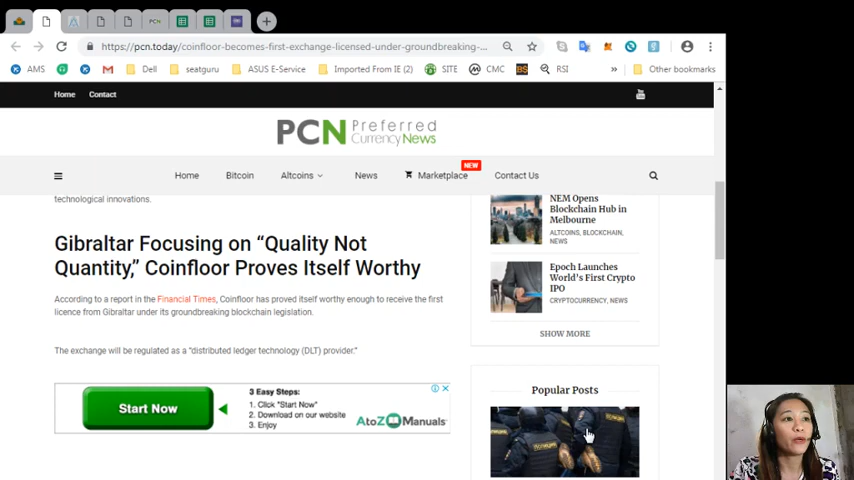 PCN
https://pcn.today/coinfloor-becomes-first-exchange-licensed-under-groundbreaking-...
AMS
Dell
seatguru
ASUS E-Service
Imported From IE (2)
SITE
CMC
BS
RSI
»
Other bookmarks
Home
Contact
PCN Preferred
Currency News
NEW
Home
Bitcoin
Altcoins
News
Marketplace
Contact Us
technological innovations.
Gibraltar Focusing on “Quality Not
Quantity,” Coinfloor Proves Itself Worthy
According to a report in the Financial Times, Coinfloor has proved itself worthy enough to receive the first
licence from Gibraltar under its groundbreaking blockchain legislation.
The exchange will be regulated as a “distributed ledger technology (DLT) provider.”
Start Now
3 Easy Steps:
1. Click "Start Now"
2. Download on our website
3. Enjoy
AtoZ Manuals
NEM Opens
Blockchain Hub in
Melbourne
ALTCOINS, BLOCKCHAIN,
NEWS
Epoch Launches
World's First Crypto
IPO
CRYPTOCURRENCY, NEWS
SHOW MORE
Popular Posts